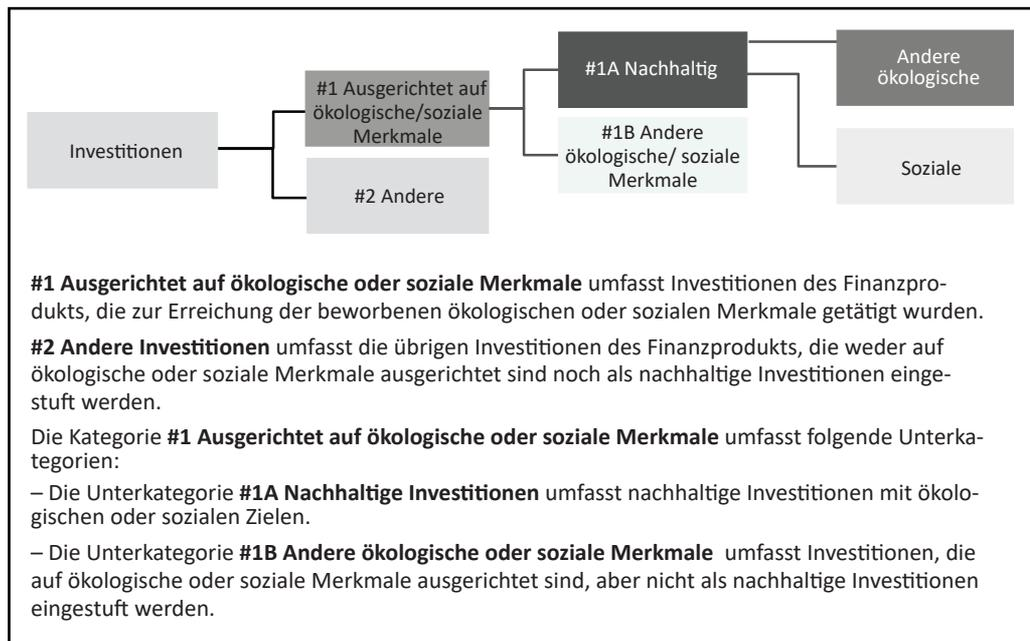 Investitionen
#1 Ausgerichtet auf
ökologische/soziale
Merkmale
#2 Andere
#1A Nachhaltig
#1B Andere
ökologische/ soziale
Merkmale
Andere
ökologische
Soziale
#1 Ausgerichtet auf ökologische oder soziale Merkmale umfasst Investitionen des Finanzpro-
dukts, die zur Erreichung der beworbenen ökologischen oder sozialen Merkmale getätigt wurden.
#2 Andere Investitionen umfasst die übrigen Investitionen des Finanzprodukts, die weder auf
ökologische oder soziale Merkmale ausgerichtet sind noch als nachhaltige Investitionen einge-
stuft werden.
Die Kategorie #1 Ausgerichtet auf ökologische oder soziale Merkmale umfasst folgende Unterka-
tegorien:
– Die Unterkategorie #1A Nachhaltige Investitionen umfasst nachhaltige Investitionen mit ökolo-
gischen oder sozialen Zielen.
– Die Unterkategorie #1B Andere ökologische oder soziale Merkmale umfasst Investitionen, die
auf ökologische oder soziale Merkmale ausgerichtet sind, aber nicht als nachhaltige Investitionen
eingestuft werden.